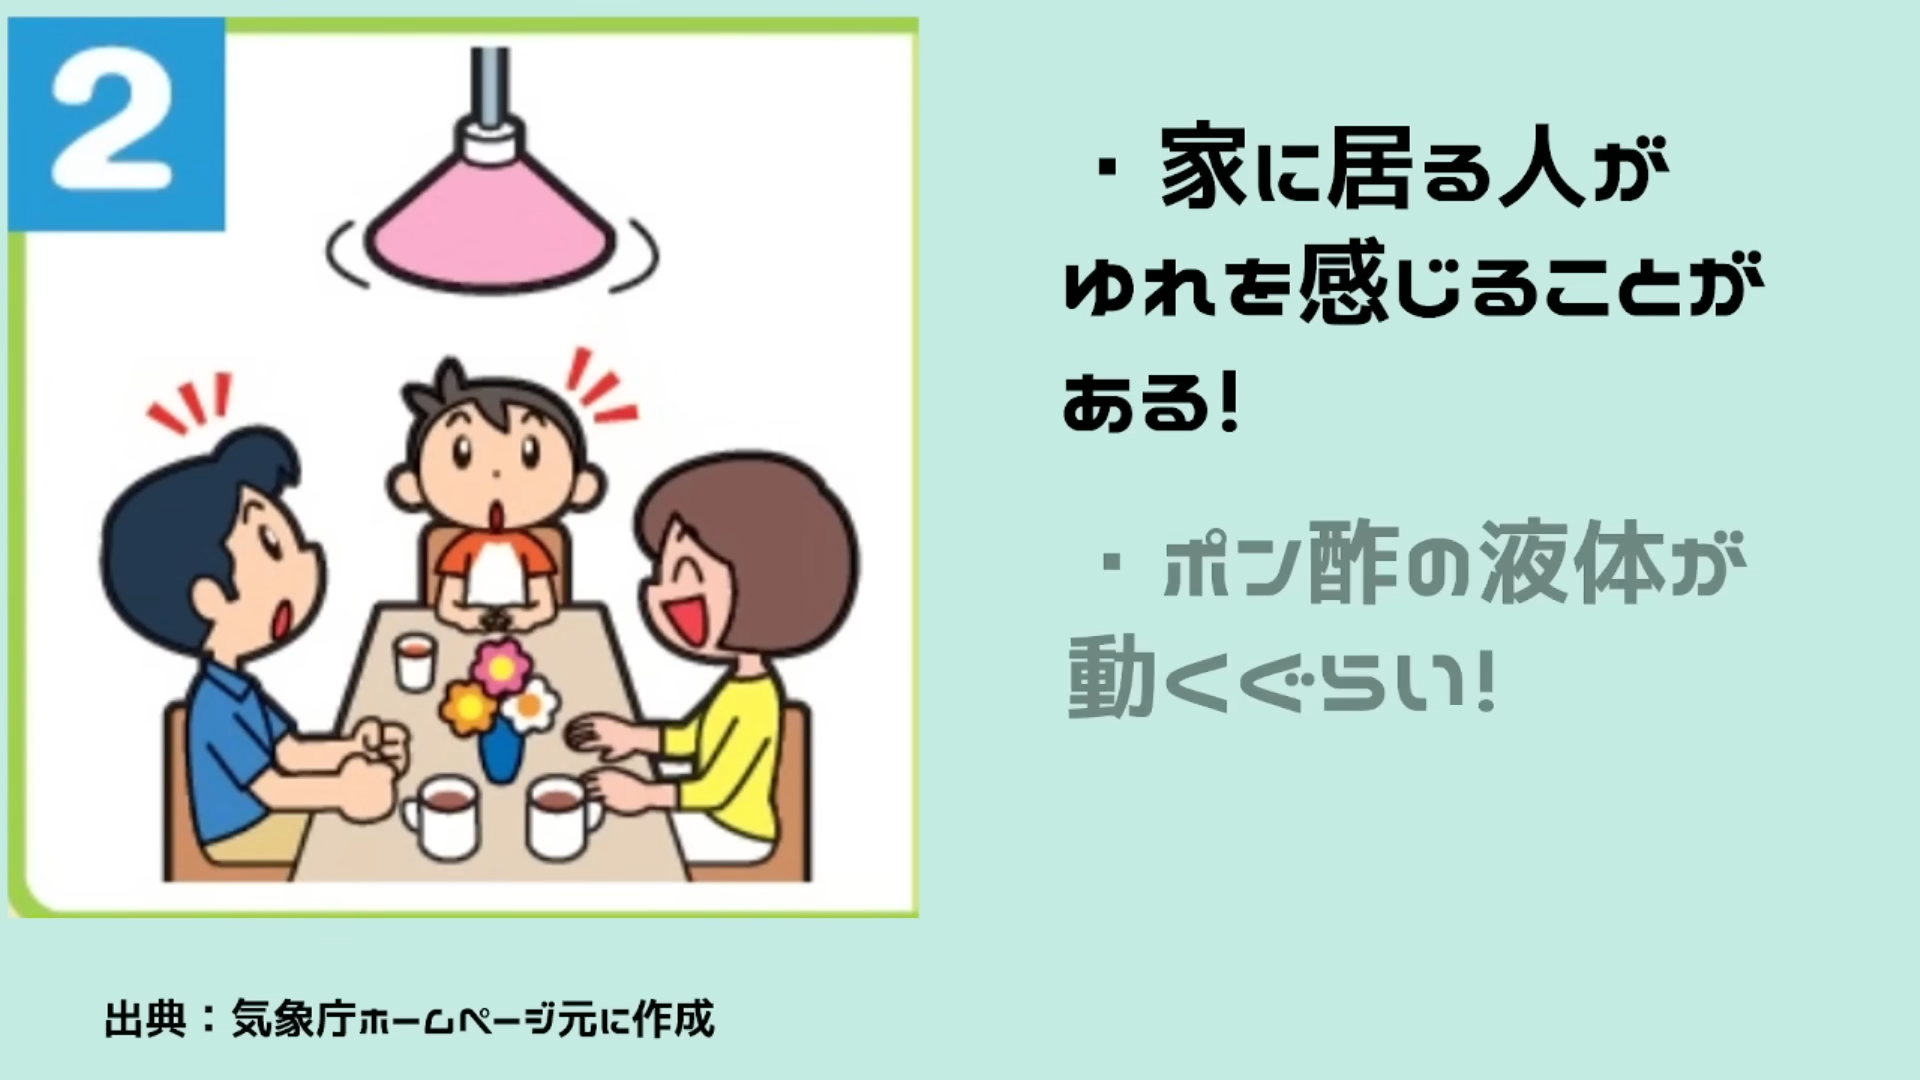 2
・家に居る人が
ゆれを感じることが
ある!
・ポン酢の液体が
動くぐらい!
出典：気象庁ホームページ元に作成